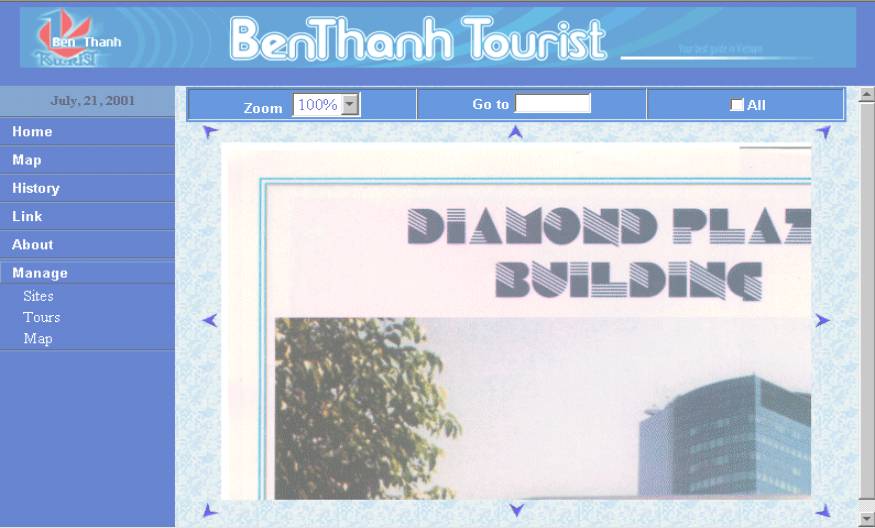 Ben Thanh
Tourist
BenThanh Tourist
Your best guide in Vietnam
July, 21, 2001
Zoom 100% Go to All
Home
Map
History
Link
About
Manage
Sites
Tours
Map
DIAMOND PLAZ
BUILDING